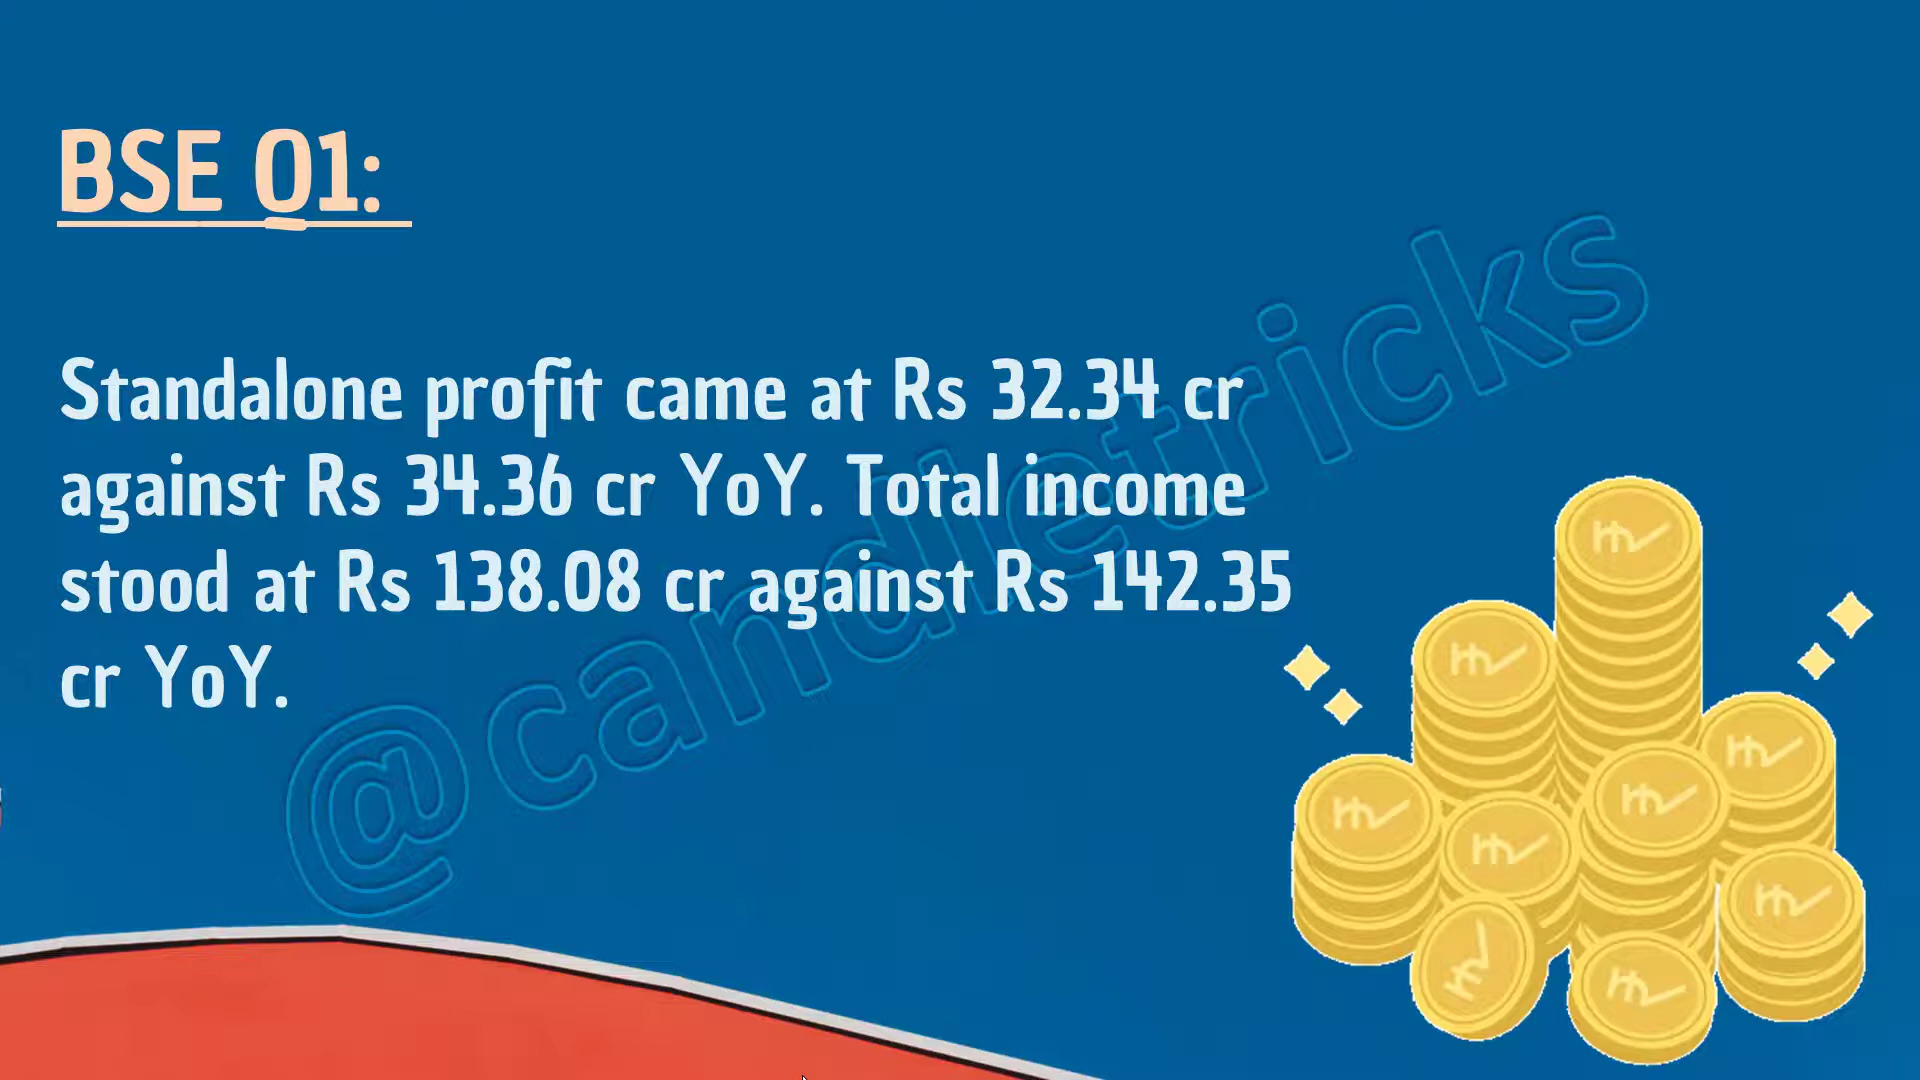 BSE Q1:
Standalone profit came at Rs 32.34 cr
against Rs 34.36 cr YoY. Total income
stood at Rs 138.08 cr against Rs 142.35
cr YoY.
@candletricks